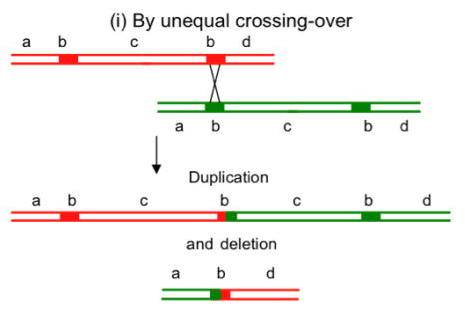 (i) By unequal crossing-over
a b c b d
a b c b d
Duplication
a b c b c b d
and deletion
a b d